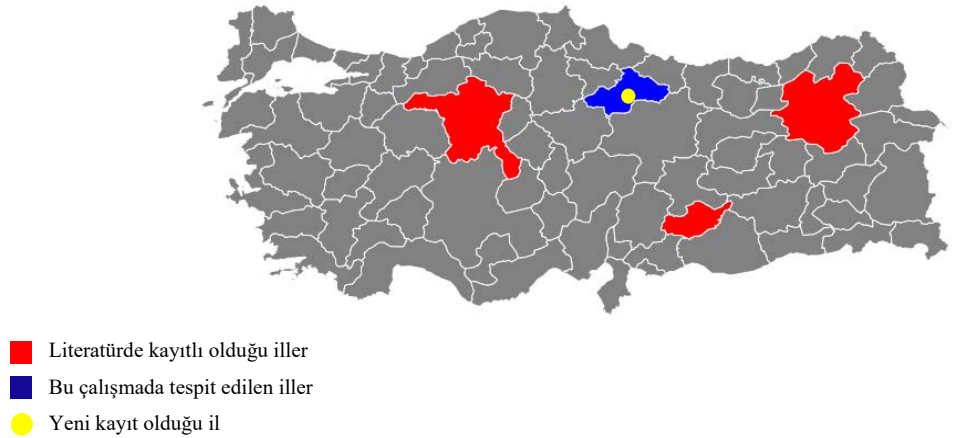 Literatürde kayıtlı olduğu iller
Bu çalışmada tespit edilen iller
Yeni kayıt olduğu il